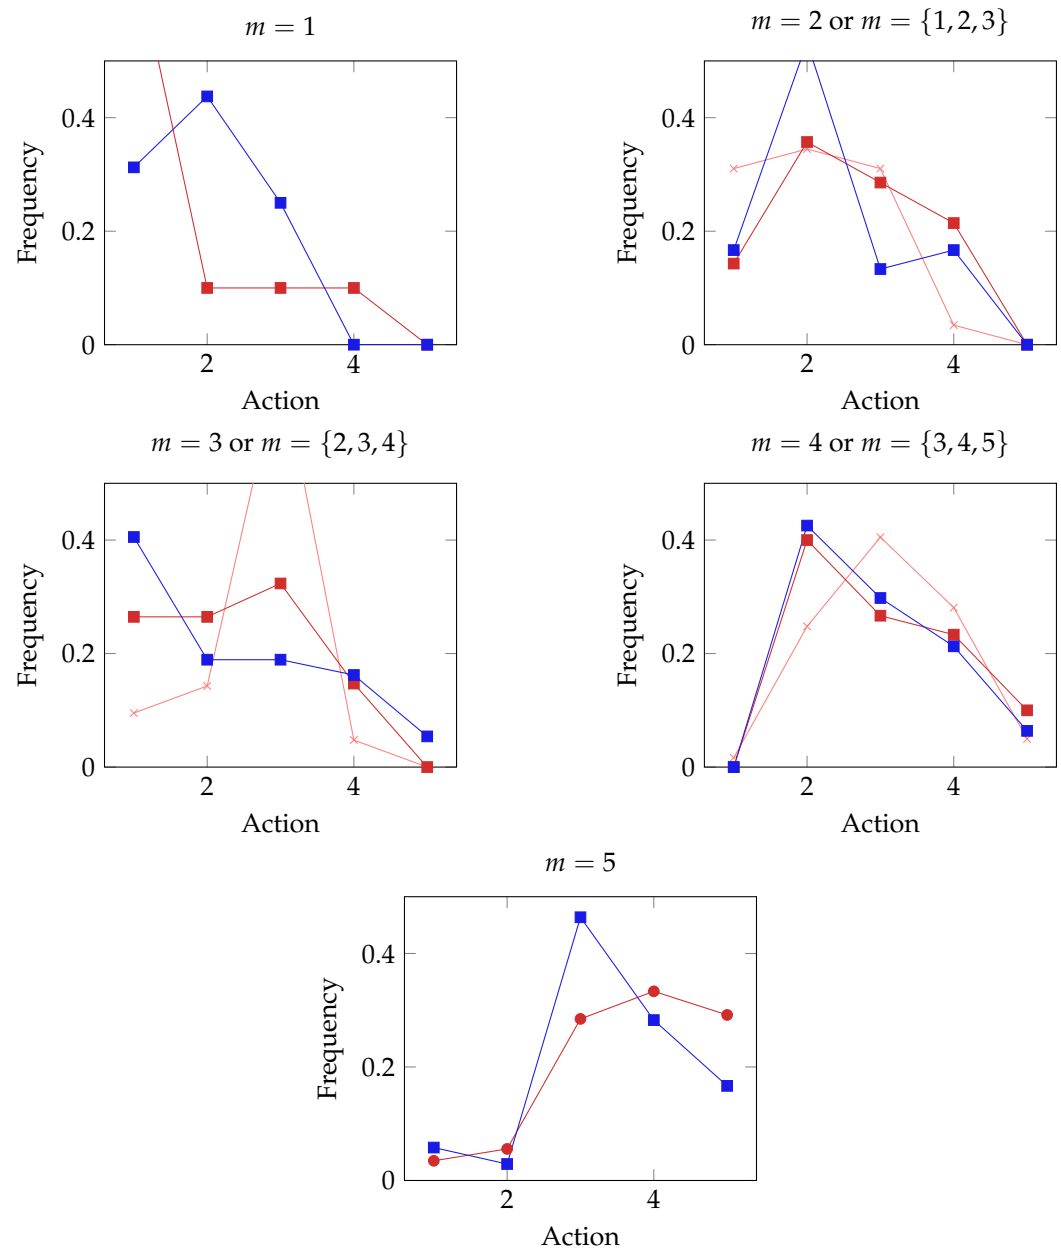 m = 1
m = 2 or m = {1, 2, 3}
0.4
0.2
0
2
4
Frequency
Action
0.4
0.2
0
2
4
Frequency
Action
m = 3 or m = {2, 3, 4}
m = 4 or m = {3, 4, 5}
0.4
0.2
0
2
4
Frequency
Action
0.4
0.2
0
2
4
Frequency
Action
m = 5
0.4
0.2
0
2
4
Frequency
Action